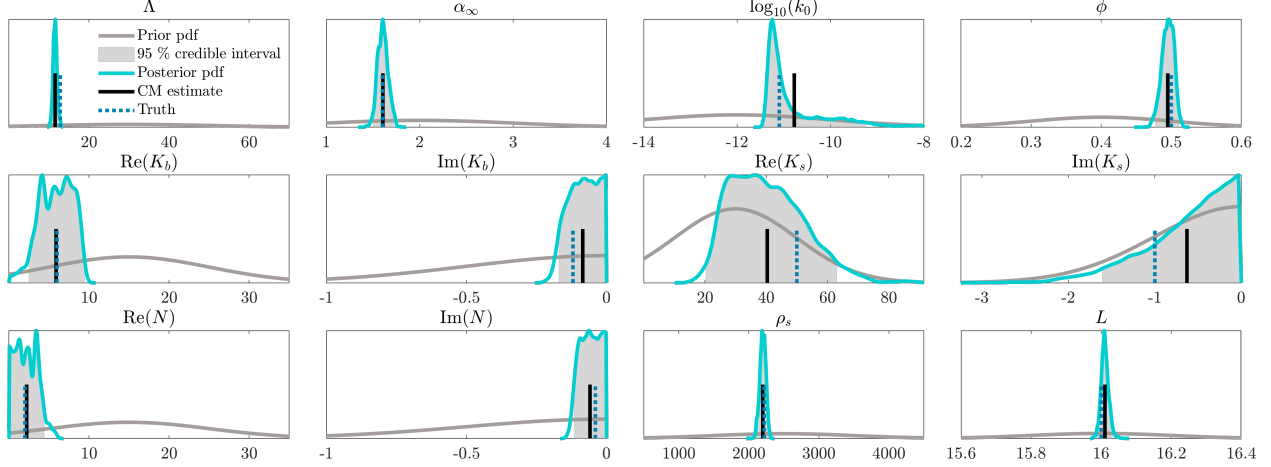 Λ
α∞
log10(k0)
ϕ
Prior pdf
95 % credible interval
Posterior pdf
CM estimate
Truth
20 40 60
1 2 3 4
-14 -12 -10 -8
0.2 0.3 0.4 0.5 0.6
Re(Kb)
Im(Kb)
Re(Ks)
Im(Ks)
10 20 30
-1 -0.5 0
20 40 60 80
-3 -2 -1 0
Re(N)
Im(N)
ρs
L
10 20 30
-1 -0.5 0
1000 2000 3000 4000
15.6 15.8 16 16.2 16.4